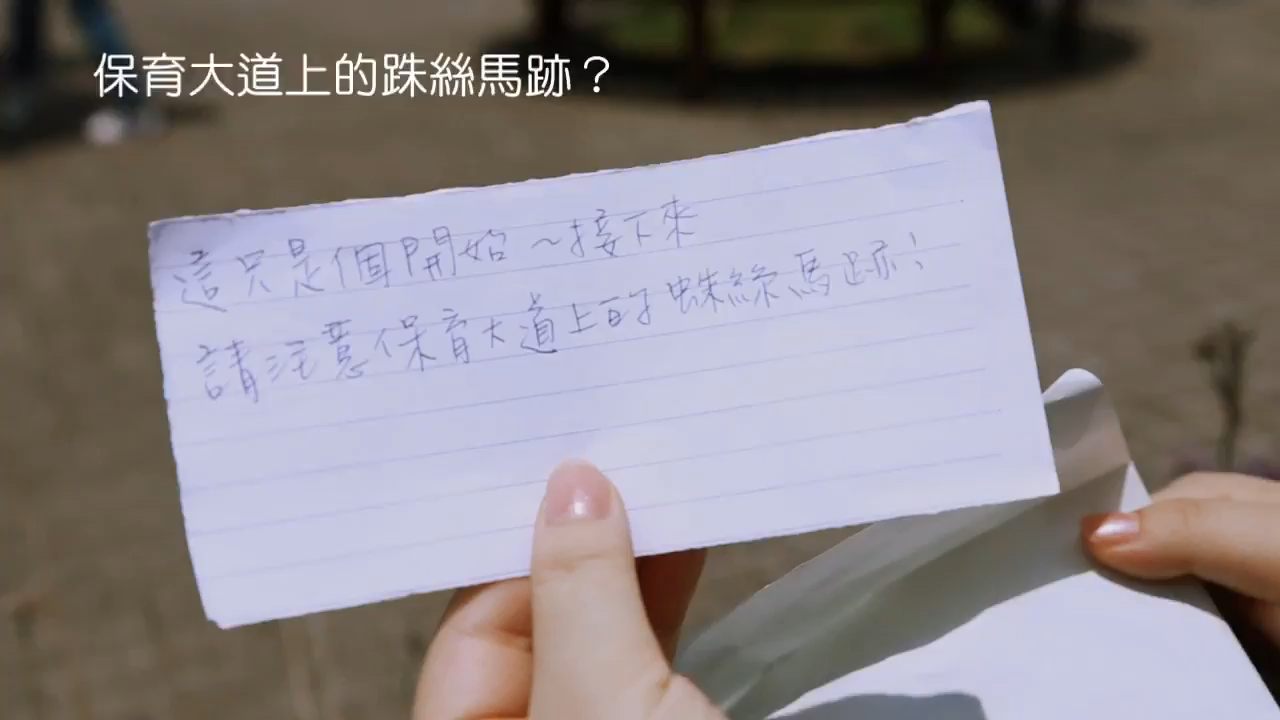 保育大道上的跦絲馬跡？
這只是個開始～接下來
請注意保育大道上的蛛絲馬跡！